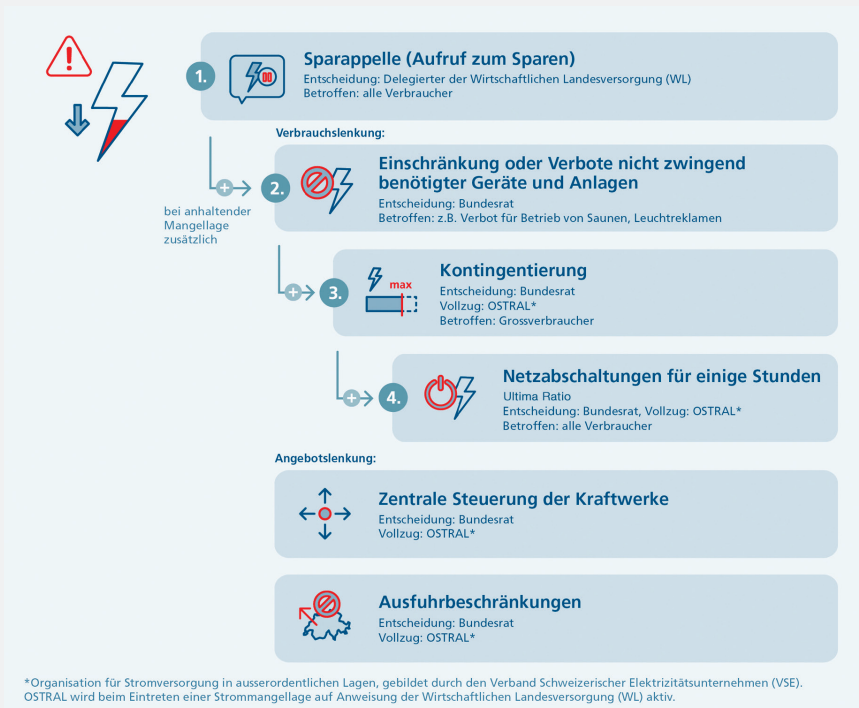 1.
Sparappelle (Aufruf zum Sparen)
Entscheidung: Delegierter der Wirtschaftlichen Landesversorgung (WL)
Betroffen: alle Verbraucher
Verbrauchslenkung:
bei anhaltender
Mangellage
zusätzlich
2.
Einschränkung oder Verbote nicht zwingend
benötigter Geräte und Anlagen
Entscheidung: Bundesrat
Betroffen: z.B. Verbot für Betrieb von Saunen, Leuchtreklamen
3.
max
Kontingentierung
Entscheidung: Bundesrat
Vollzug: OSTRAL*
Betroffen: Grossverbraucher
4.
Netzabschaltungen für einige Stunden
Ultima Ratio
Entscheidung: Bundesrat, Vollzug: OSTRAL*
Betroffen: alle Verbraucher
Angebotslenkung:
Zentrale Steuerung der Kraftwerke
Entscheidung: Bundesrat
Vollzug: OSTRAL*
Ausfuhrbeschränkungen
Entscheidung: Bundesrat
Vollzug: OSTRAL*
*Organisation für Stromversorgung in ausserordentlichen Lagen, gebildet durch den Verband Schweizerischer Elektrizitätsunternehmen (VSE).
OSTRAL wird beim Eintreten einer Strommangellage auf Anweisung der Wirtschaftlichen Landesversorgung (WL) aktiv.